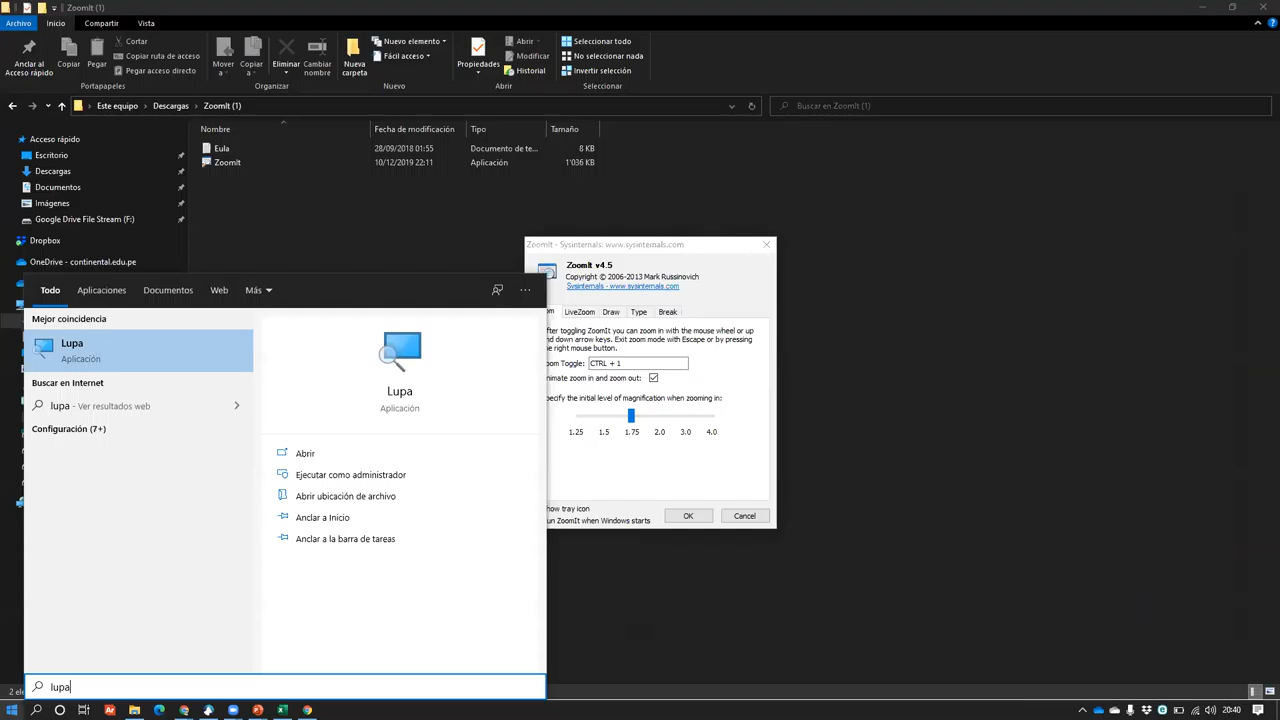 ZoomIt (1)
Archivo Inicio Compartir Vista
Anclar al Acceso rápido
Copiar
Pegar
Cortar
Copiar ruta de acceso
Pegar acceso directo
Portapapeles
Mover a
Copiar a
Eliminar
Cambiar nombre
Organizar
Nueva carpeta
Nuevo elemento
Fácil acceso
Nuevo
Propiedades
Abrir
Modificar
Historial
Abrir
Seleccionar todo
No seleccionar nada
Invertir selección
Seleccionar
Este equipo > Descargas > ZoomIt (1)
Buscar en ZoomIt (1)
Nombre Fecha de modificación Tipo Tamaño
Eula 28/09/2018 01:55 Documento de te... 8 KB
ZoomIt 10/12/2019 22:11 Aplicación 1'036 KB
Acceso rápido
Escritorio
Descargas
Documentos
Imágenes
Google Drive File Stream (F:)
Dropbox
OneDrive - continental.edu.pe
ZoomIt - Sysinternals: www.sysinternals.com
ZoomIt v4.5
Copyright © 2006-2013 Mark Russinovich
Sysinternals - www.sysinternals.com
om LiveZoom Draw Type Break
fter toggling ZoomIt you can zoom in with the mouse wheel or up
nd down arrow keys. Exit zoom mode with Escape or by pressing
he right mouse button.
oom Toggle: CTRL + 1
nimate zoom in and zoom out:
pecify the initial level of magnification when zooming in:
1.25 1.5 1.75 2.0 3.0 4.0
how tray icon
un ZoomIt when Windows starts
OK Cancel
Todo Aplicaciones Documentos Web Más ...
Mejor coincidencia
Lupa
Aplicación
Buscar en Internet
lupa - Ver resultados web
Configuración (7+)
Lupa
Aplicación
Abrir
Ejecutar como administrador
Abrir ubicación de archivo
Anclar a Inicio
Anclar a la barra de tareas
lupa
2 ele
20:40